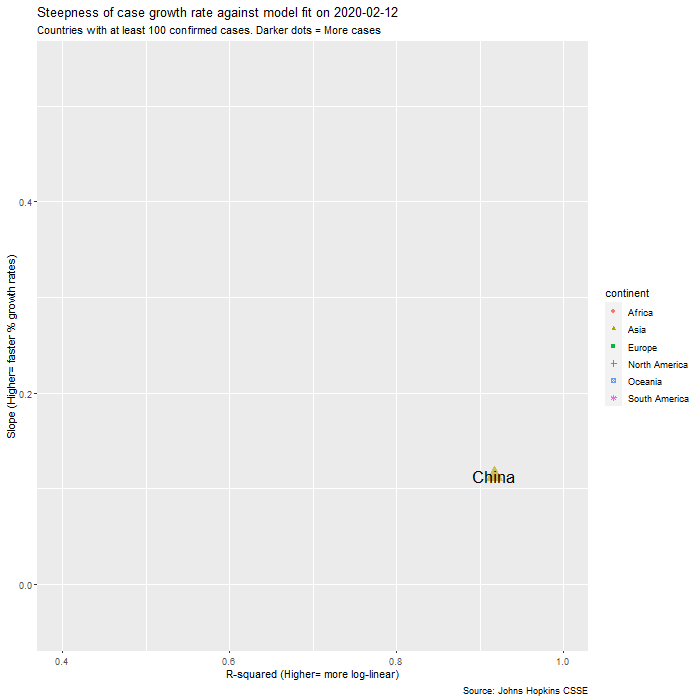 Steepness of case growth rate against model fit on 2020-02-12
Countries with at least 100 confirmed cases. Darker dots = More cases
Slope (Higher= faster % growth rates)
0.4
0.2
0.0
China
0.4
0.6
0.8
1.0
R-squared (Higher= more log-linear)
continent
Africa
Asia
Europe
North America
Oceania
South America
Source: Johns Hopkins CSSE